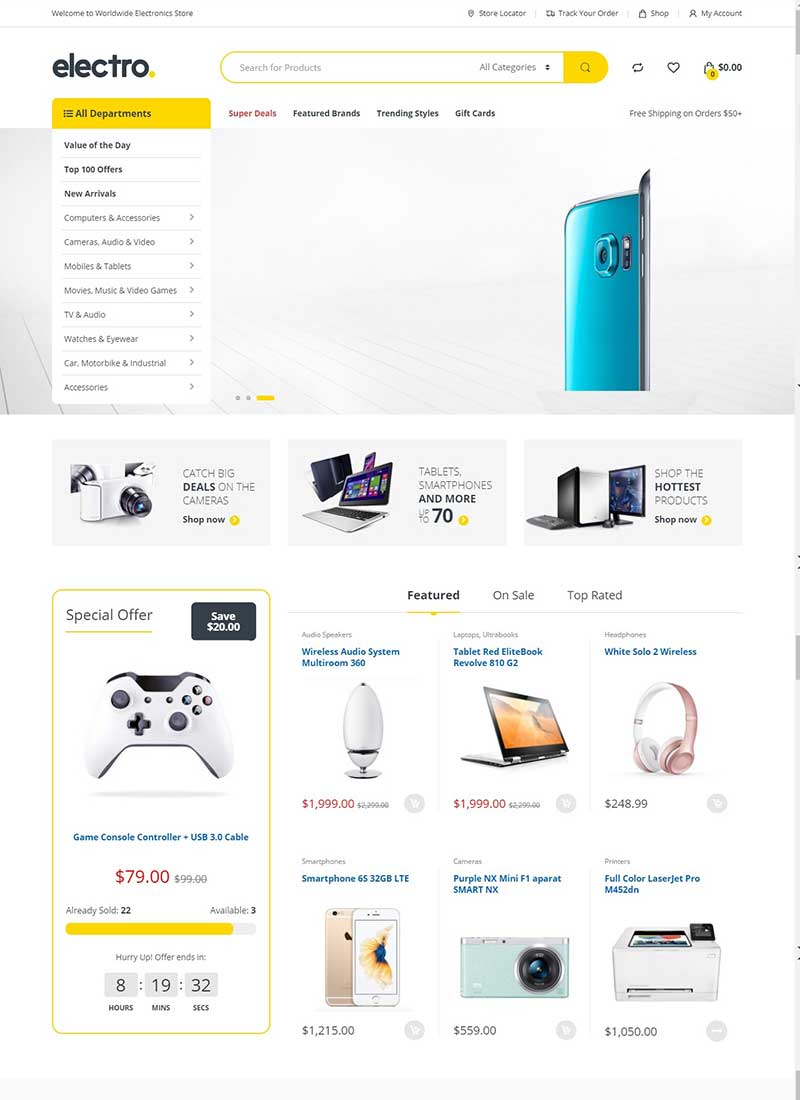 Welcome to Worldwide Electronics Store
Store Locator
Track Your Order
Shop
My Account
electro.
Search for Products
All Categories
0
$0.00
All Departments
Super Deals
Featured Brands
Trending Styles
Gift Cards
Free Shipping on Orders $50+
Value of the Day
Top 100 Offers
New Arrivals
Computers & Accessories
Cameras, Audio & Video
Mobiles & Tablets
Movies, Music & Video Games
TV & Audio
Watches & Eyewear
Car, Motorbike & Industrial
Accessories
CATCH BIG
DEALS ON THE
CAMERAS
Shop now
TABLETS,
SMARTPHONES
AND MORE
UP TO 70
SHOP THE
HOTTEST
PRODUCTS
Shop now
Special Offer
Save
$20.00
Game Console Controller + USB 3.0 Cable
$79.00 $99.00
Already Sold: 22
Available: 3
Hurry Up! Offer ends in:
8 : 19 : 32
HOURS MINS SECS
Featured
On Sale
Top Rated
Audio Speakers
Wireless Audio System
Multiroom 360
$1,999.00 $2,299.00
Laptops, Ultrabooks
Tablet Red EliteBook
Revolve 810 G2
$1,999.00 $2,299.00
Headphones
White Solo 2 Wireless
$248.99
Smartphones
Smartphone 6S 32GB LTE
$1,215.00
Cameras
Purple NX Mini F1 aparat
SMART NX
$559.00
Printers
Full Color LaserJet Pro
M452dn
$1,050.00